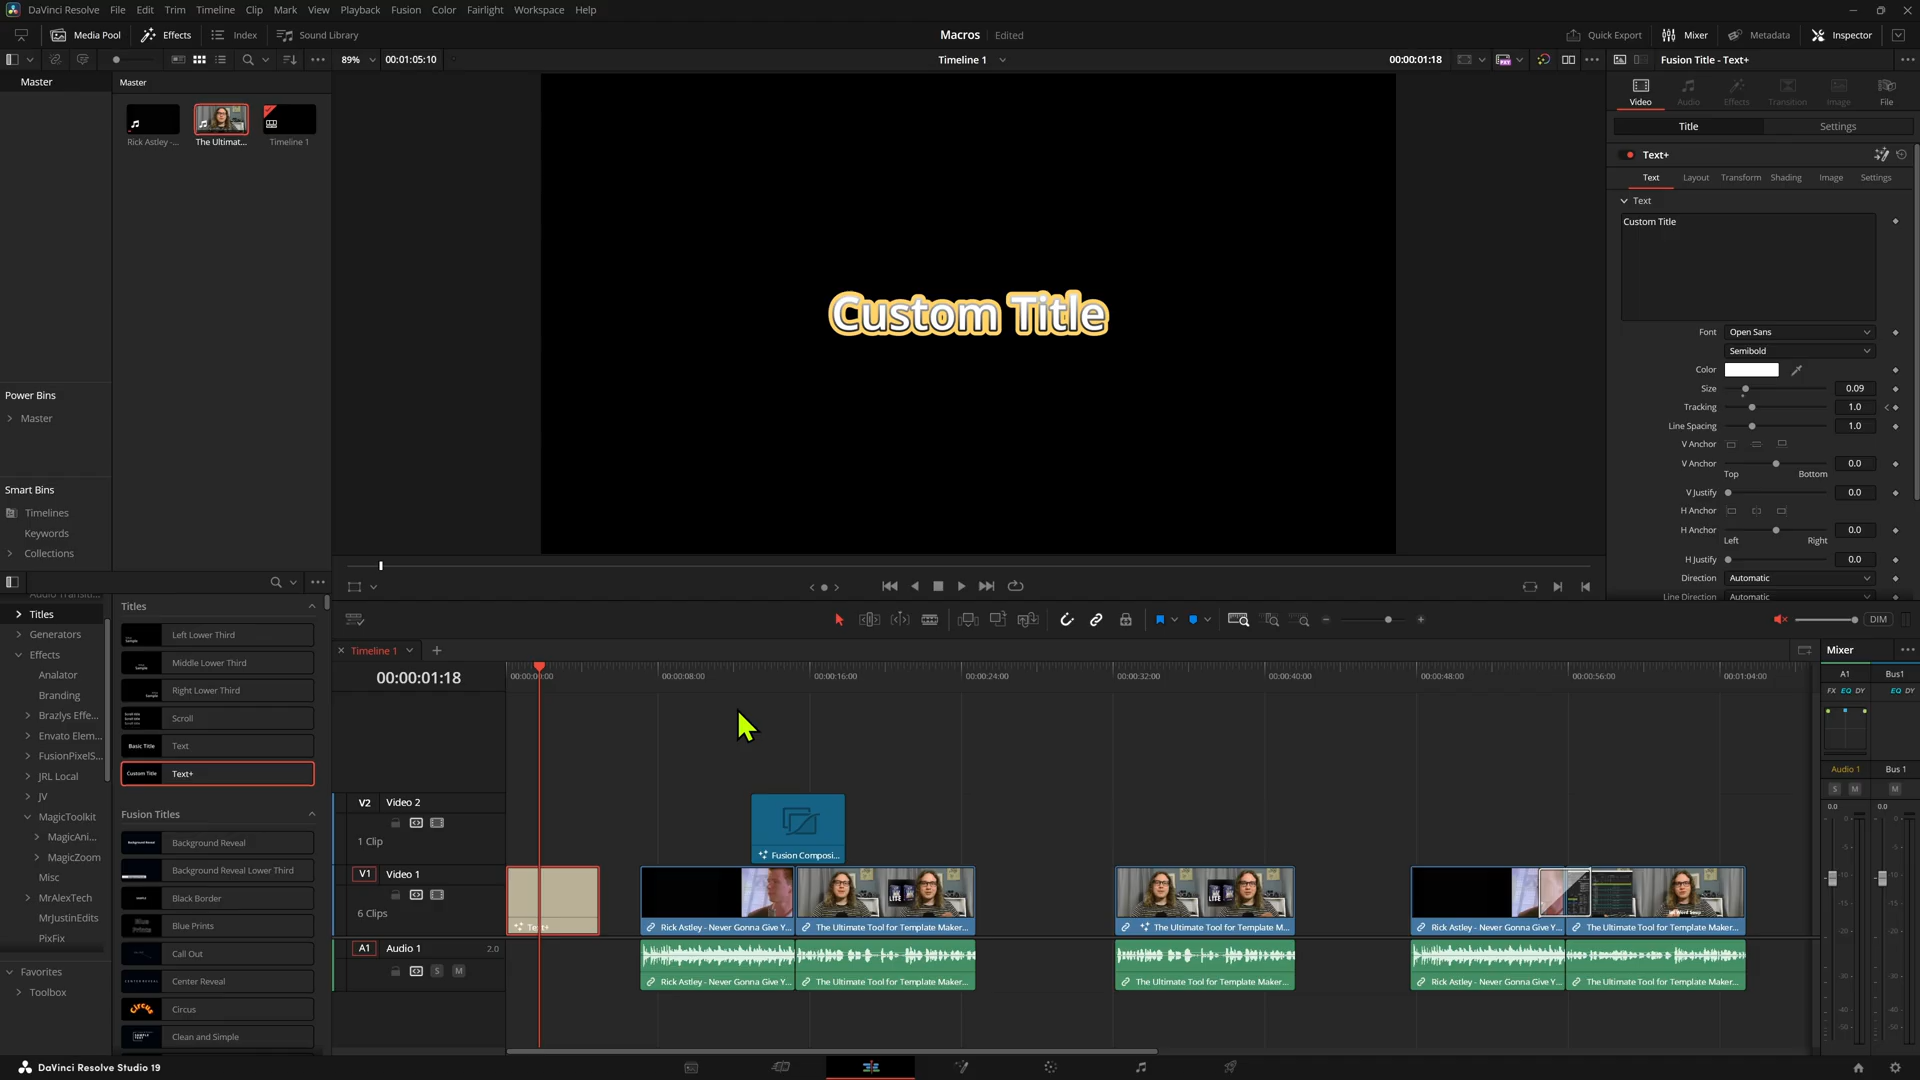 DaVinci Resolve File Edit Trim Timeline Clip Mark View Playback Fusion Color Fairlight Workspace Help
Media Pool Effects Index Sound Library Macros Edited Quick Export Mixer Metadata Inspector
89% 00:01:05:10 Timeline 1 00:00:01:18 Fusion Title - Text+
Master Master
Video Audio Effects Transition Image File
Rick Astley -... The Ultimat... Timeline 1
Title Settings
Text+
Text Layout Transform Shading Image Settings
Text
Custom Title
Custom Title
Font Open Sans
Semibold
Color
Size 0.09
Tracking 1.0
Line Spacing 1.0
V Anchor
V Anchor 0.0
Top Bottom
V Justify 0.0
H Anchor
H Anchor 0.0
Left Right
H Justify 0.0
Direction Automatic
Line Direction Automatic
Power Bins
Master
Smart Bins
Timelines
Keywords
Collections
Titles
Generators
Effects
Analator
Branding
Brazlys Effe...
Envato Elem...
FusionPixelS...
JRL Local
JV
MagicToolkit
MagicAni...
MagicZoom
Misc
MrAlexTech
MrJustinEdits
PixFix
Favorites
Toolbox
Titles
Left Lower Third
Middle Lower Third
Right Lower Third
Scroll
Basic Title Text
Custom Title Text+
Fusion Titles
Background Reveal
Background Reveal Lower Third
Black Border
Blue Prints
Call Out
Center Reveal
Circus
Clean and Simple
DIM
Timeline 1
00:00:01:18
00:00:00:00 00:00:08:00 00:00:16:00 00:00:24:00 00:00:32:00 00:00:40:00 00:00:48:00 00:00:56:00 00:01:04:00
V2 Video 2
1 Clip
Fusion Composi...
V1 Video 1
6 Clips
Text+
Rick Astley - Never Gonna Give Y... The Ultimate Tool for Template Maker... The Ultimate Tool for Template M... Rick Astley - Never Gonna Give Y... The Ultimate Tool for Template Maker...
A1 Audio 1 2.0
S M
Rick Astley - Never Gonna Give Y... The Ultimate Tool for Template Maker... The Ultimate Tool for Template Maker... Rick Astley - Never Gonna Give Y... The Ultimate Tool for Template Maker...
Mixer
A1 Bus1
FX EQ DY EQ DY
Audio 1 Bus 1
S M M
0.0 0.0
DaVinci Resolve Studio 19